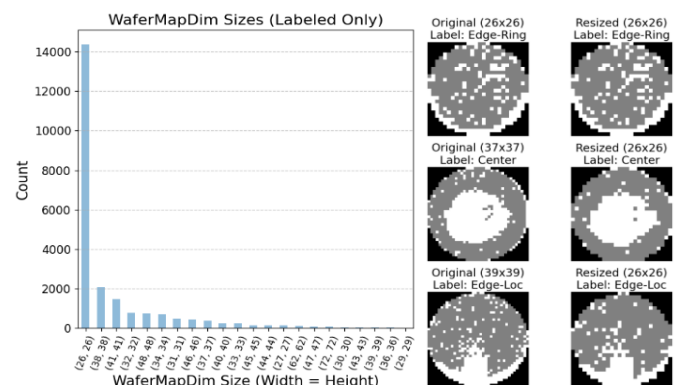 WaferMapDim Sizes (Labeled Only)
14000
12000
10000
8000
6000
4000
2000
0
Count
(26, 26)
(38, 38)
(41, 41)
(32, 32)
(48, 48)
(34, 34)
(31, 31)
(46, 46)
(37, 37)
(40, 40)
(33, 33)
(45, 45)
(44, 44)
(27, 27)
(62, 62)
(47, 47)
(72, 72)
(30, 30)
(43, 43)
(39, 39)
(36, 36)
(29, 29)
WaferMapDim Size (Width = Height)
Original (26x26)
Label: Edge-Ring
Resized (26x26)
Label: Edge-Ring
Original (37x37)
Label: Center
Resized (26x26)
Label: Center
Original (39x39)
Label: Edge-Loc
Resized (26x26)
Label: Edge-Loc